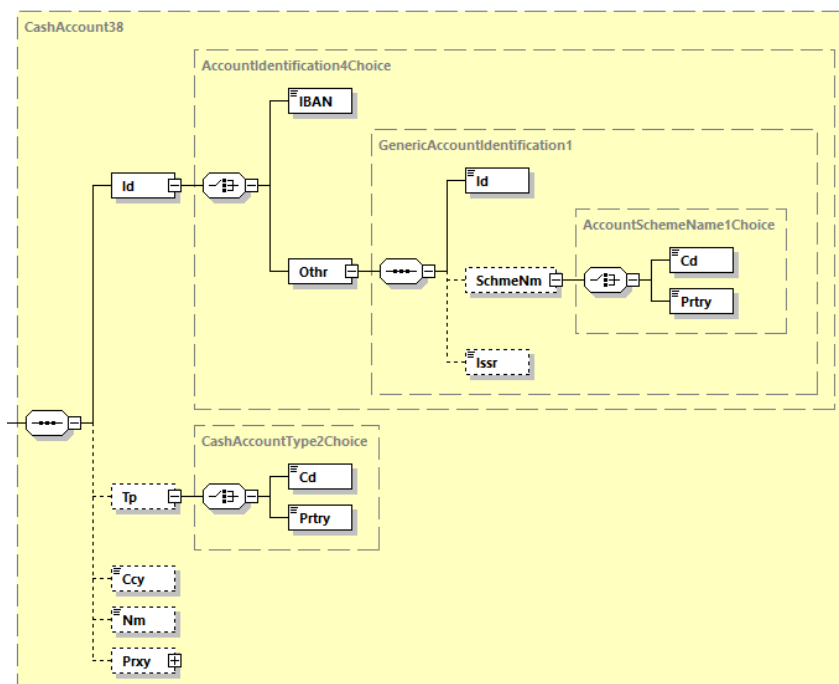 CashAccount38
AccountIdentification4Choice
IBAN
GenericAccountIdentification1
Id
Id
AccountSchemeName1Choice
Cd
Othr
SchmeNm
Prtry
Issr
CashAccountType2Choice
Cd
Tp
Prtry
Ccy
Nm
Prxy